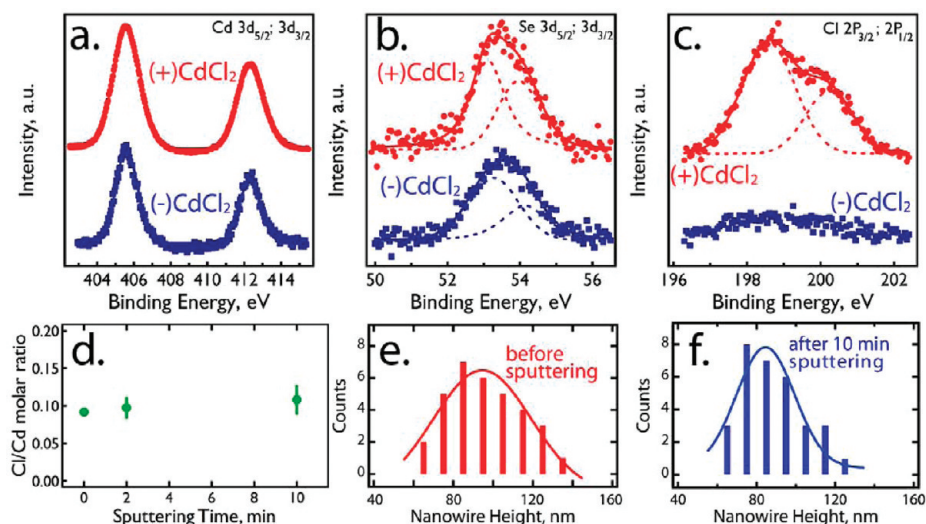 a.
Cd 3d5/2; 3d3/2
(+)CdCl2
(-)CdCl2
Intensity, a.u.
404 406 408 410 412 414
Binding Energy, eV
b.
Se 3d5/2; 3d3/2
(+)CdCl2
(-)CdCl2
Intensity, a.u.
50 52 53 54 56
Binding Energy, eV
c.
Cl 2P3/2; 2P1/2
(+)CdCl2
(-)CdCl2
Intensity, a.u.
196 198 200 202
Binding Energy, eV
d.
Cl/Cd molar ratio
0.20
0.15
0.10
0.05
0.00
0 2 4 6 8 10
Sputtering Time, min
e.
before
sputtering
Counts
8
6
4
2
0
40 80 120 160
Nanowire Height, nm
f.
after 10 min
sputtering
Counts
8
6
4
2
0
40 80 120 160
Nanowire Height, nm